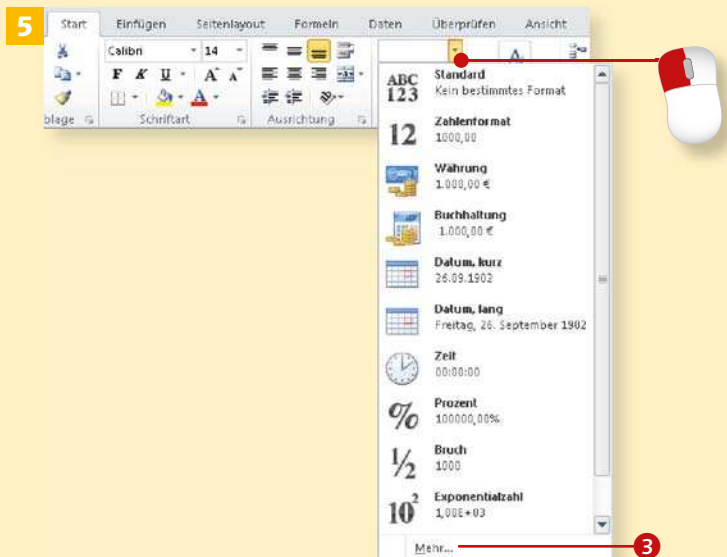 5
Start Einfügen Seitenlayout Formeln Daten Überprüfen Ansicht
Calibri 14
F K U A A
A
blage Schriftart Ausrichtung
ABC 123
Standard
Kein bestimmtes Format
12
Zahlenformat
1000,00
Währung
1.000,00 €
Buchhaltung
1.000,00 €
Datum, kurz
26.09.1902
Datum, lang
Freitag, 26. September 1902
Zeit
00:00:00
%
Prozent
100000,00%
1/2
Bruch
1000
10²
Exponentialzahl
1,00E+03
Mehr...
3